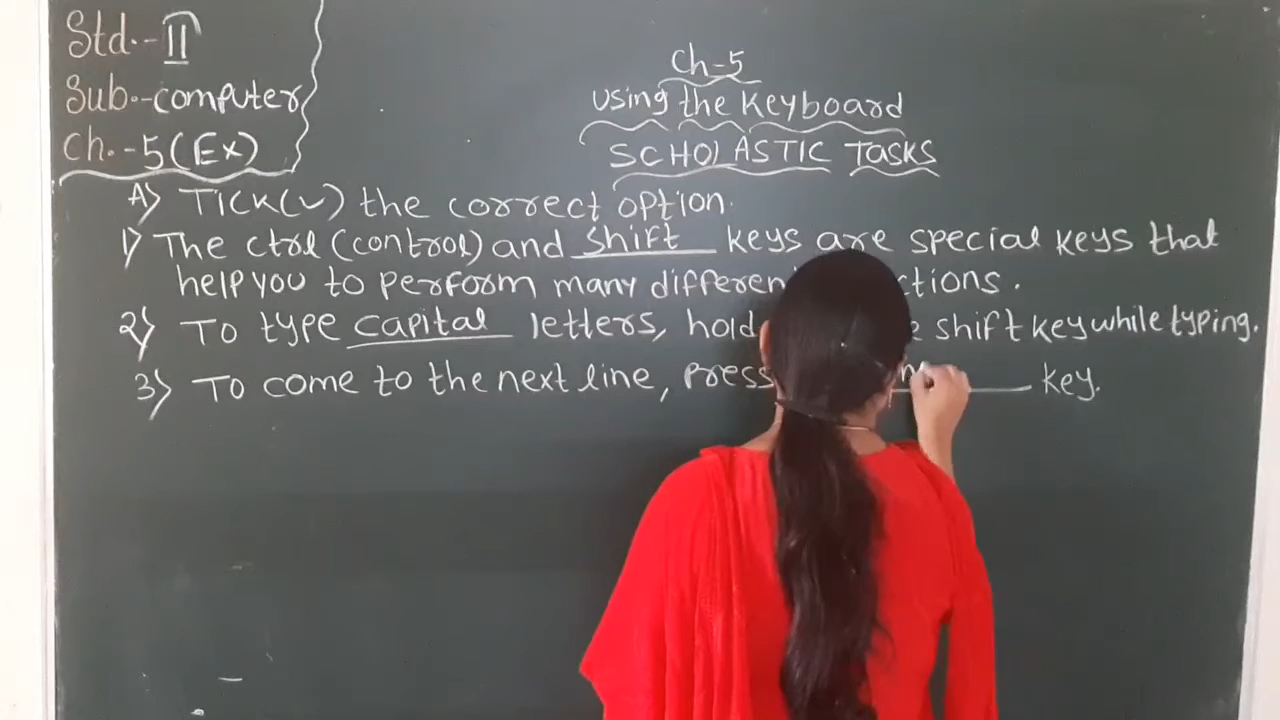 Std.-II
Sub.-computer
Ch.-5(Ex)
Ch-5
Using the Keyboard
SCHOLASTIC TASKS
A) TICK(✓) the correct option.
1) The ctrl (control) and shift keys are special keys that
help you to perform many different
2) To type capital letters, hold shift key while typing.
3) To come to the next line, press key.